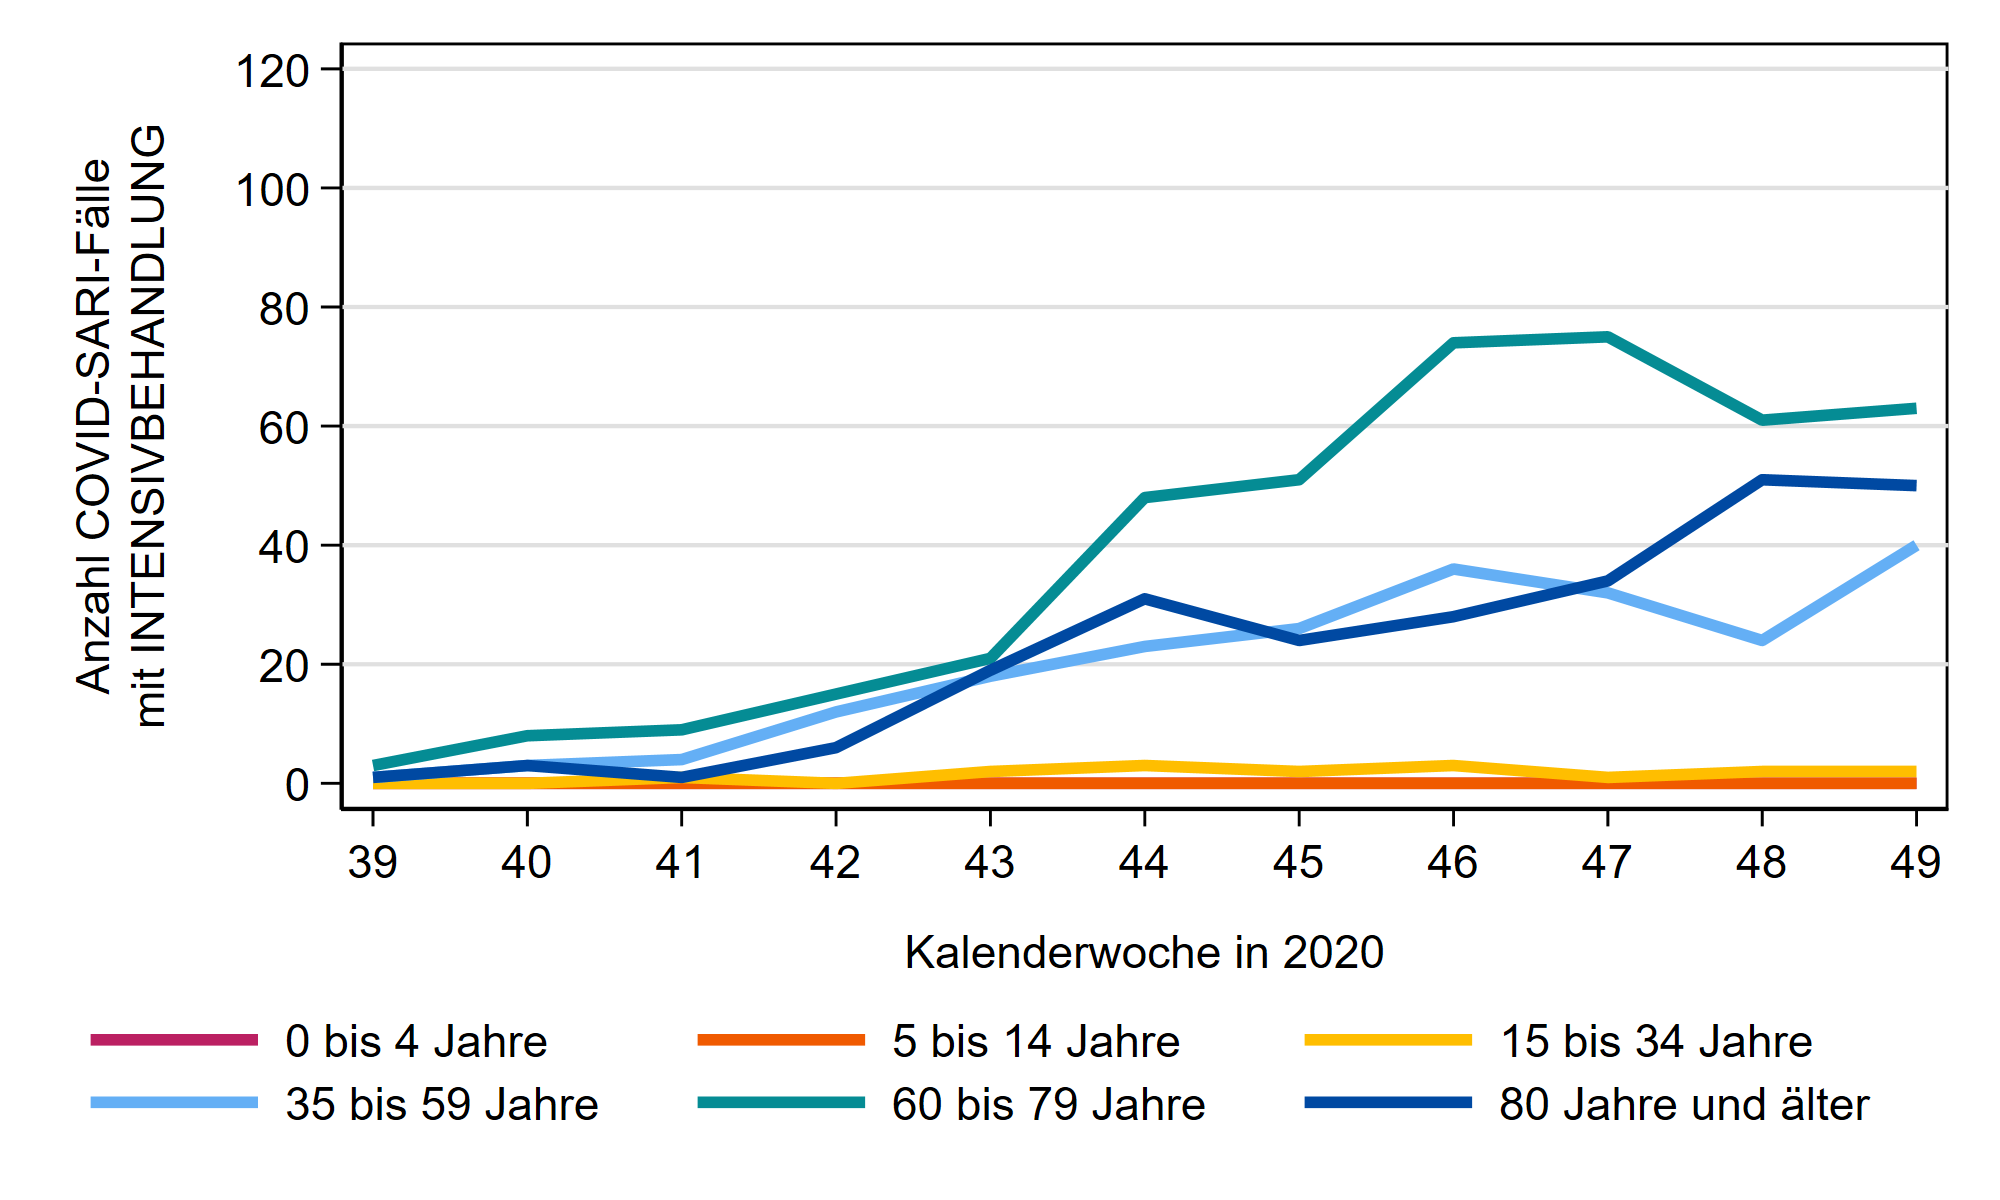 Anzahl COVID-SARI-Fälle
mit INTENSIVBEHANDLUNG
120
100
80
60
40
20
0
39 40 41 42 43 44 45 46 47 48 49
Kalenderwoche in 2020
0 bis 4 Jahre 5 bis 14 Jahre 15 bis 34 Jahre
35 bis 59 Jahre 60 bis 79 Jahre 80 Jahre und älter